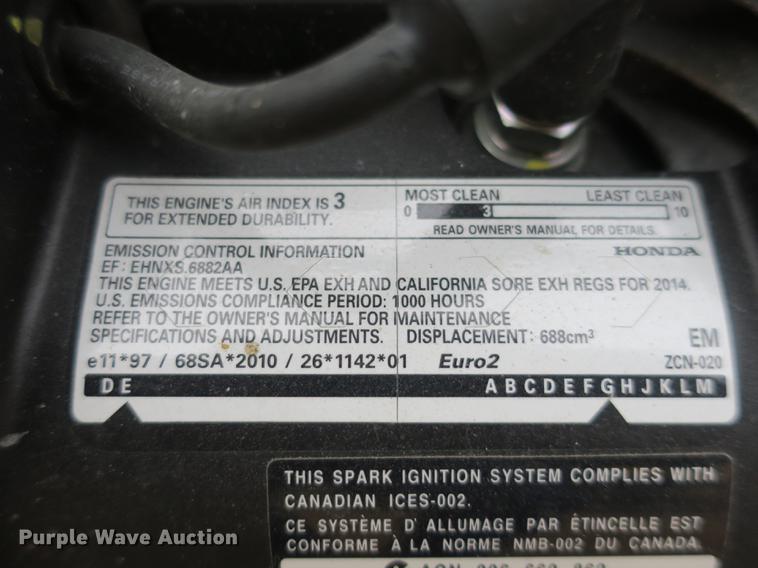 THIS ENGINE'S AIR INDEX IS 3
FOR EXTENDED DURABILITY.
MOST CLEAN LEAST CLEAN
0 3 10
READ OWNER'S MANUAL FOR DETAILS.
EMISSION CONTROL INFORMATION HONDA
EF: EHNXS.6882AA
THIS ENGINE MEETS U.S. EPA EXH AND CALIFORNIA SORE EXH REGS FOR 2014.
U.S. EMISSIONS COMPLIANCE PERIOD: 1000 HOURS
REFER TO THE OWNER'S MANUAL FOR MAINTENANCE
SPECIFICATIONS AND ADJUSTMENTS. DISPLACEMENT: 688cm³ EM
e11*97 / 68SA*2010 / 26*1142*01 Euro2 ZCN-020
D E A B C D E F G H J K L M
THIS SPARK IGNITION SYSTEM COMPLIES WITH
CANADIAN ICES-002.
CE SYSTÈME D' ALLUMAGE PAR ÉTINCELLE EST
CONFORME À LA NORME NMB-002 DU CANADA.
Purple Wave Auction